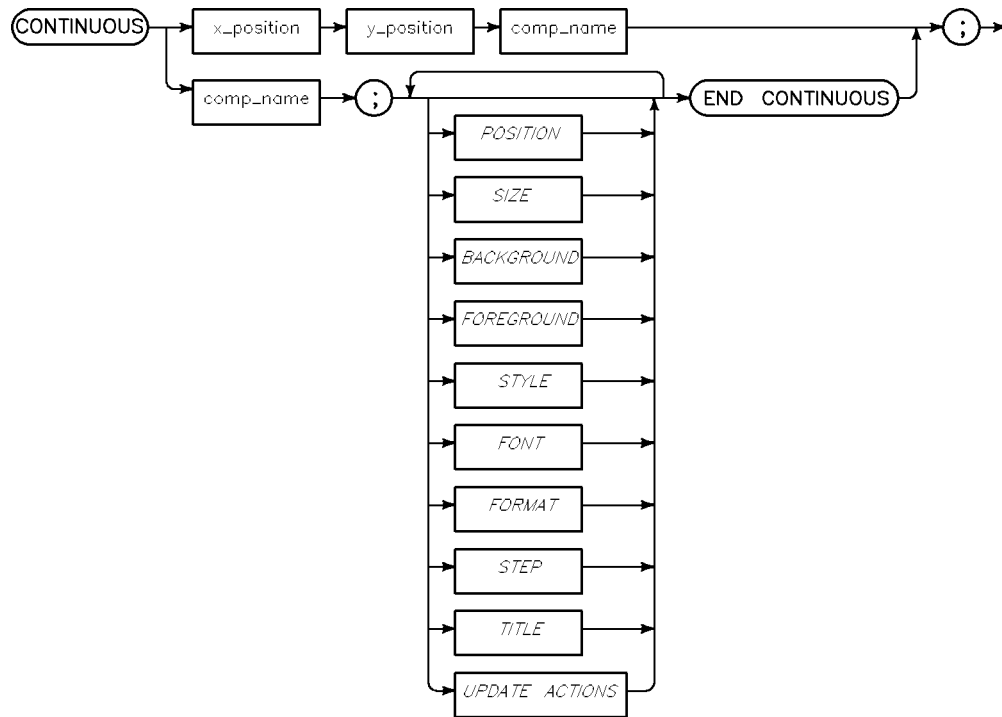 CONTINUOUS x_position y_position comp_name ;
comp_name ; END CONTINUOUS
POSITION
SIZE
BACKGROUND
FOREGROUND
STYLE
FONT
FORMAT
STEP
TITLE
UPDATE ACTIONS